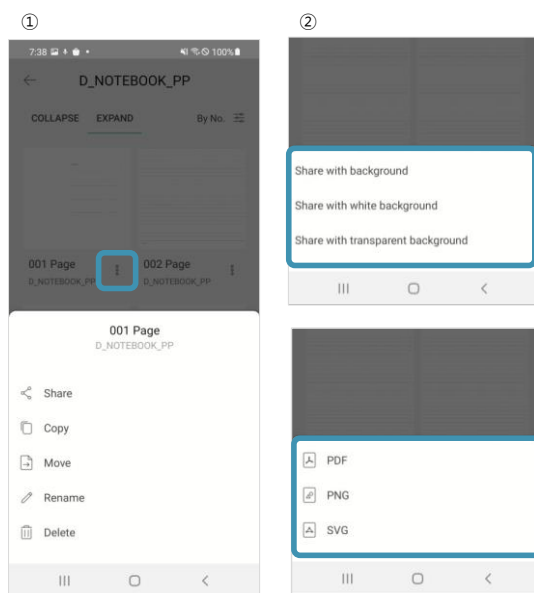 ①
7:38 100%
D_NOTEBOOK_PP
COLLAPSE EXPAND By No.
001 Page 002 Page
D_NOTEBOOK_PP D_NOTEBOOK_PP
001 Page
D_NOTEBOOK_PP
Share
Copy
Move
Rename
Delete
②
Share with background
Share with white background
Share with transparent background
PDF
PNG
SVG